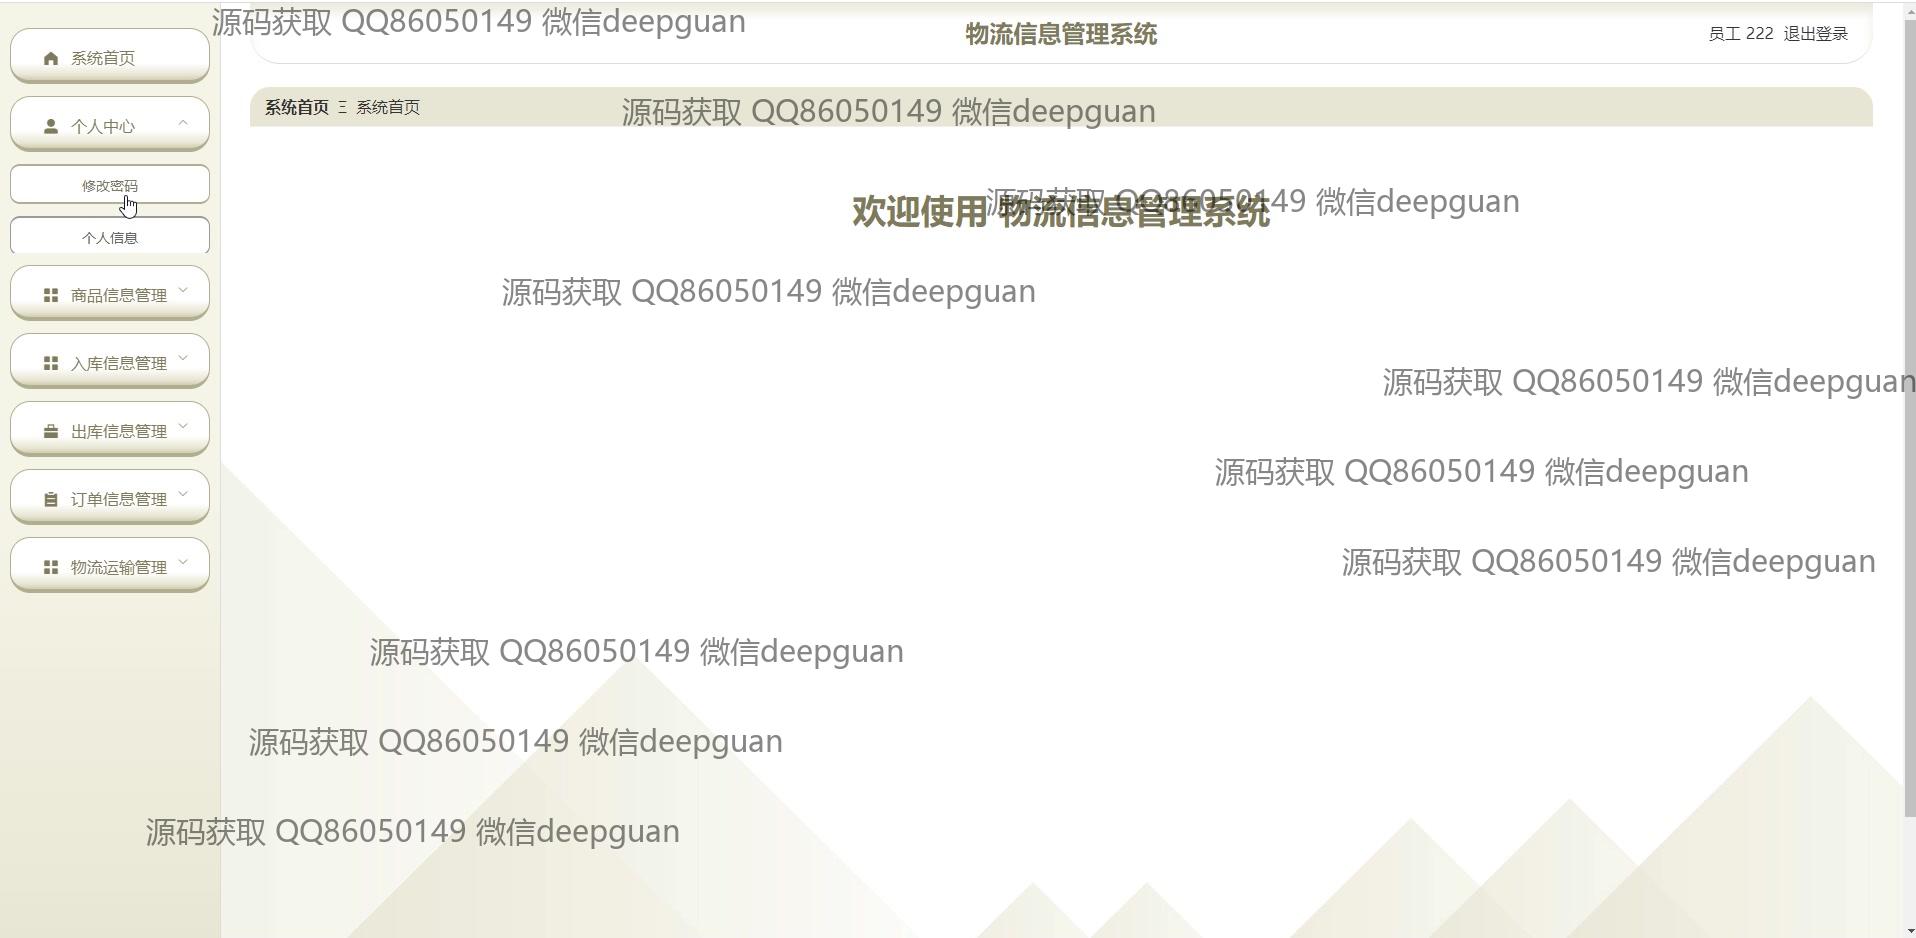 源码获取 QQ86050149 微信deepguan
物流信息管理系统
员工 222 退出登录
系统首页
个人中心
修改密码
个人信息
商品信息管理
入库信息管理
出库信息管理
订单信息管理
物流运输管理
系统首页 Ξ 系统首页
源码获取 QQ86050149 微信deepguan
源码获取 QQ86050149 微信deepguan
欢迎使用 物流信息管理系统
源码获取 QQ86050149 微信deepguan
源码获取 QQ86050149 微信deepguan
源码获取 QQ86050149 微信deepguan
源码获取 QQ86050149 微信deepguan
源码获取 QQ86050149 微信deepguan
源码获取 QQ86050149 微信deepguan
源码获取 QQ86050149 微信deepguan